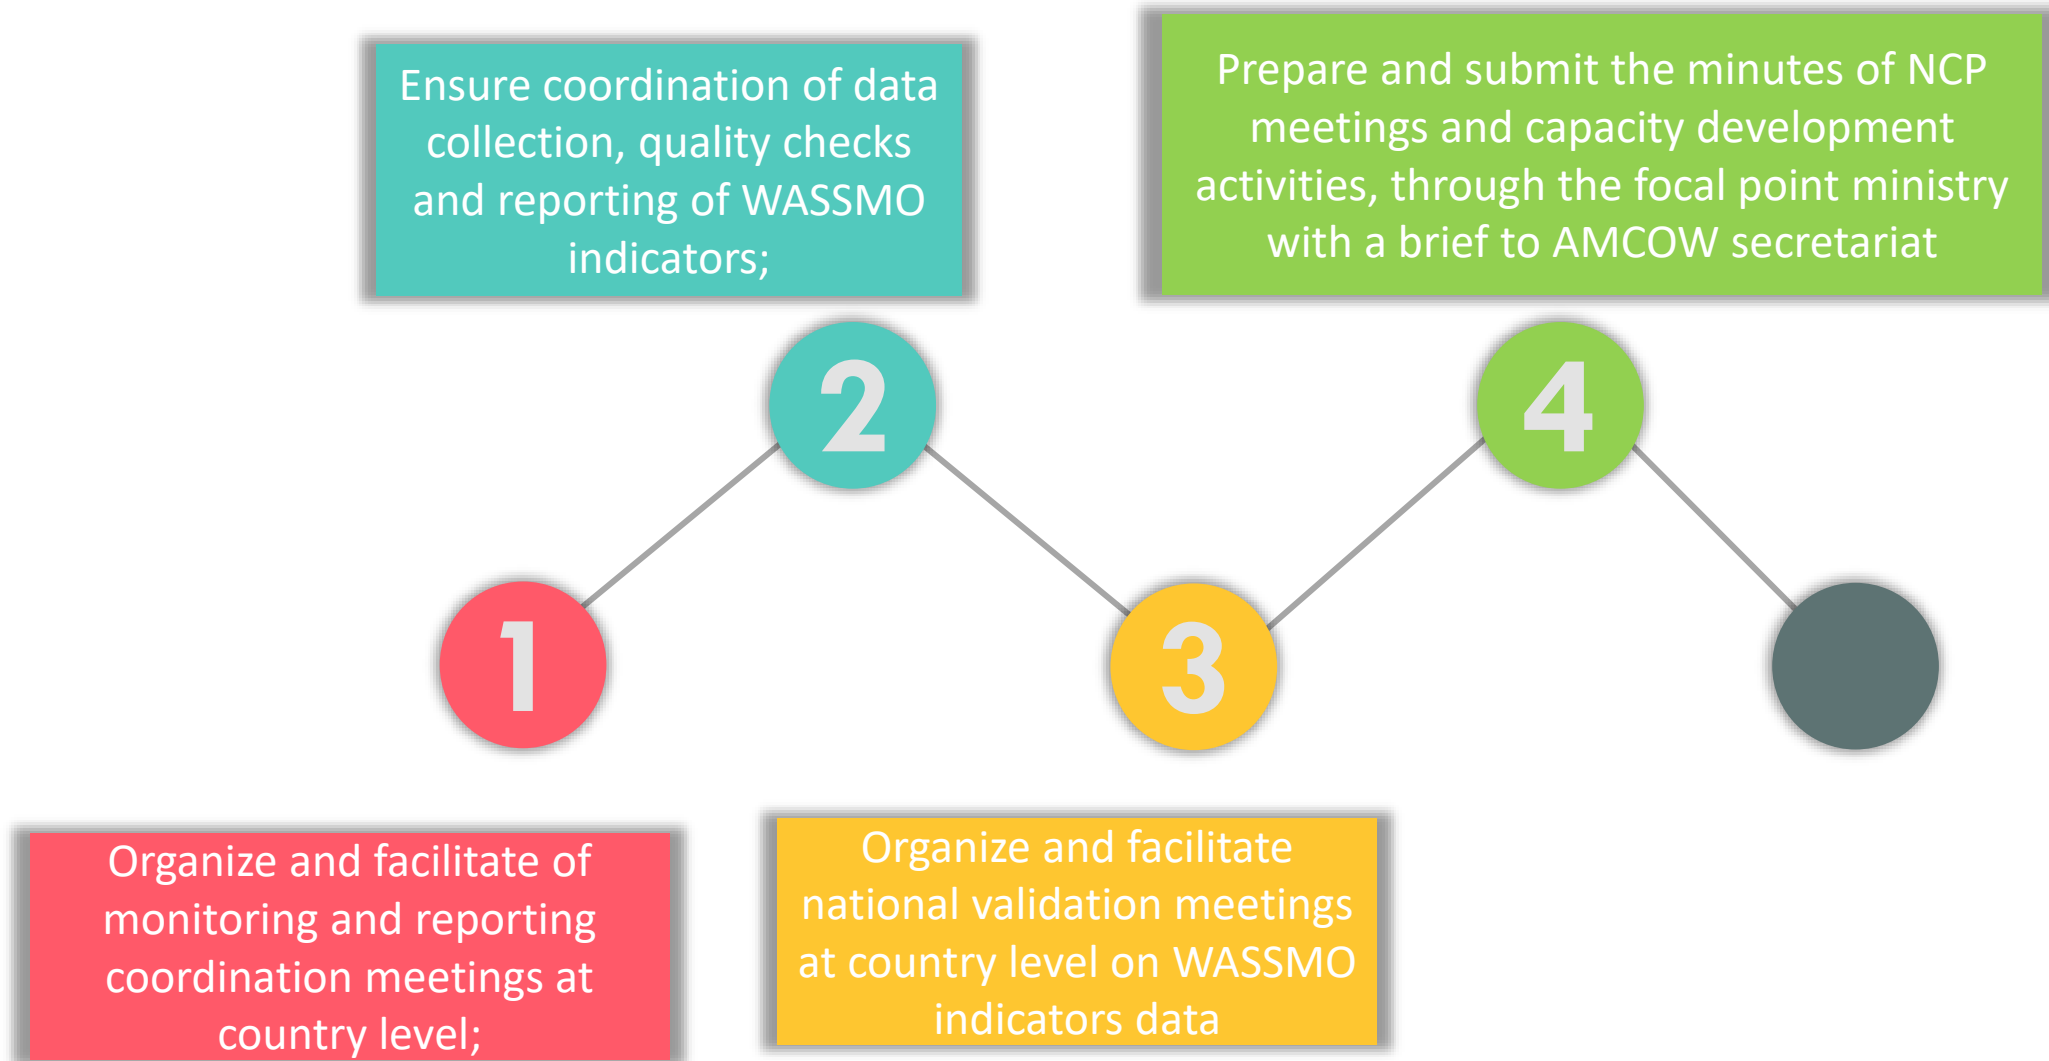 Ensure coordination of data
collection, quality checks
and reporting of WASSMO
indicators;
Prepare and submit the minutes of NCP
meetings and capacity development
activities, through the focal point ministry
with a brief to AMCOW secretariat
2
4
1
3
Organize and facilitate of
monitoring and reporting
coordination meetings at
country level;
Organize and facilitate
national validation meetings
at country level on WASSMO
indicators data